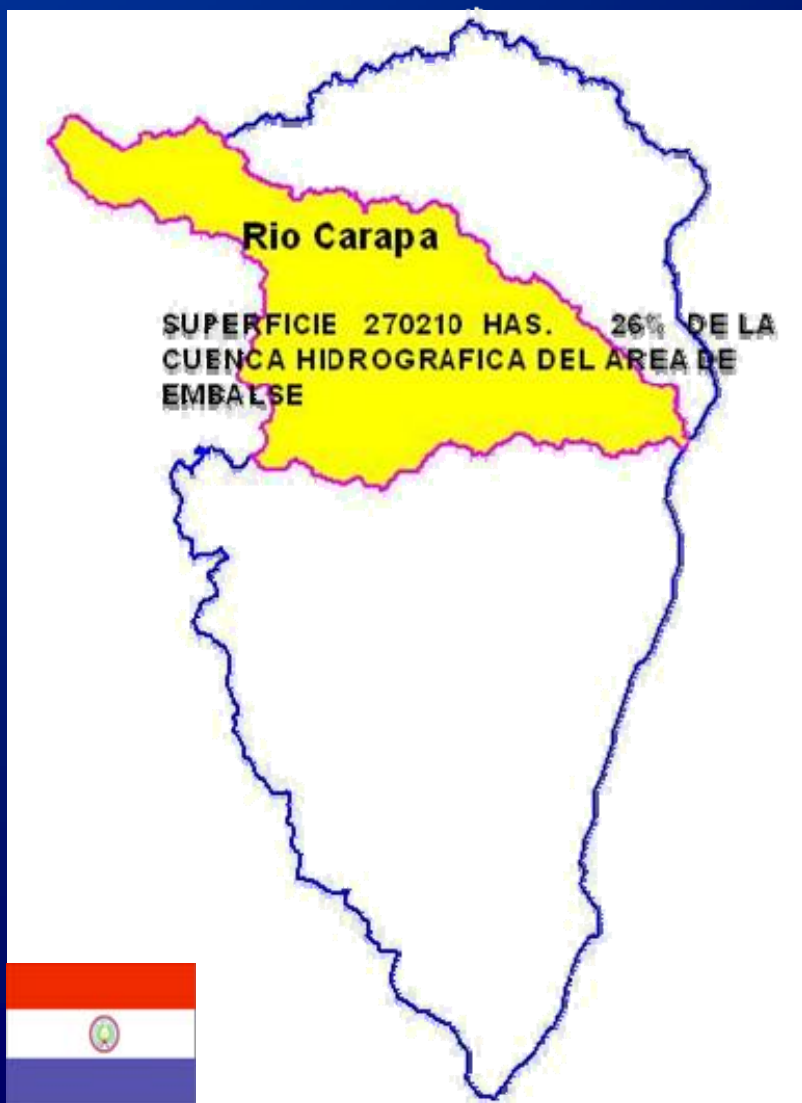 Rio Carapa
SUPERFICIE 270210 HAS. 26% DE LA
CUENCA HIDROGRAFICA DEL AREA DE
EMBALSE